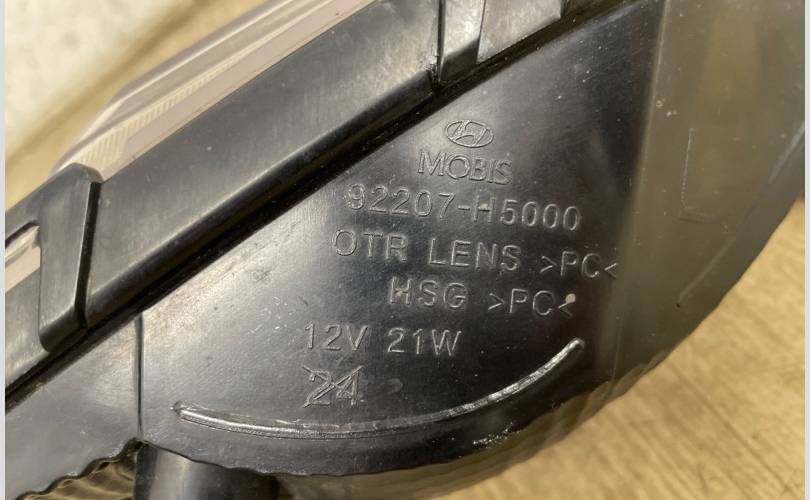 MOBIS
92207-H5000
OTR LENS >PC<
HSG >PC<
12V 21W
24